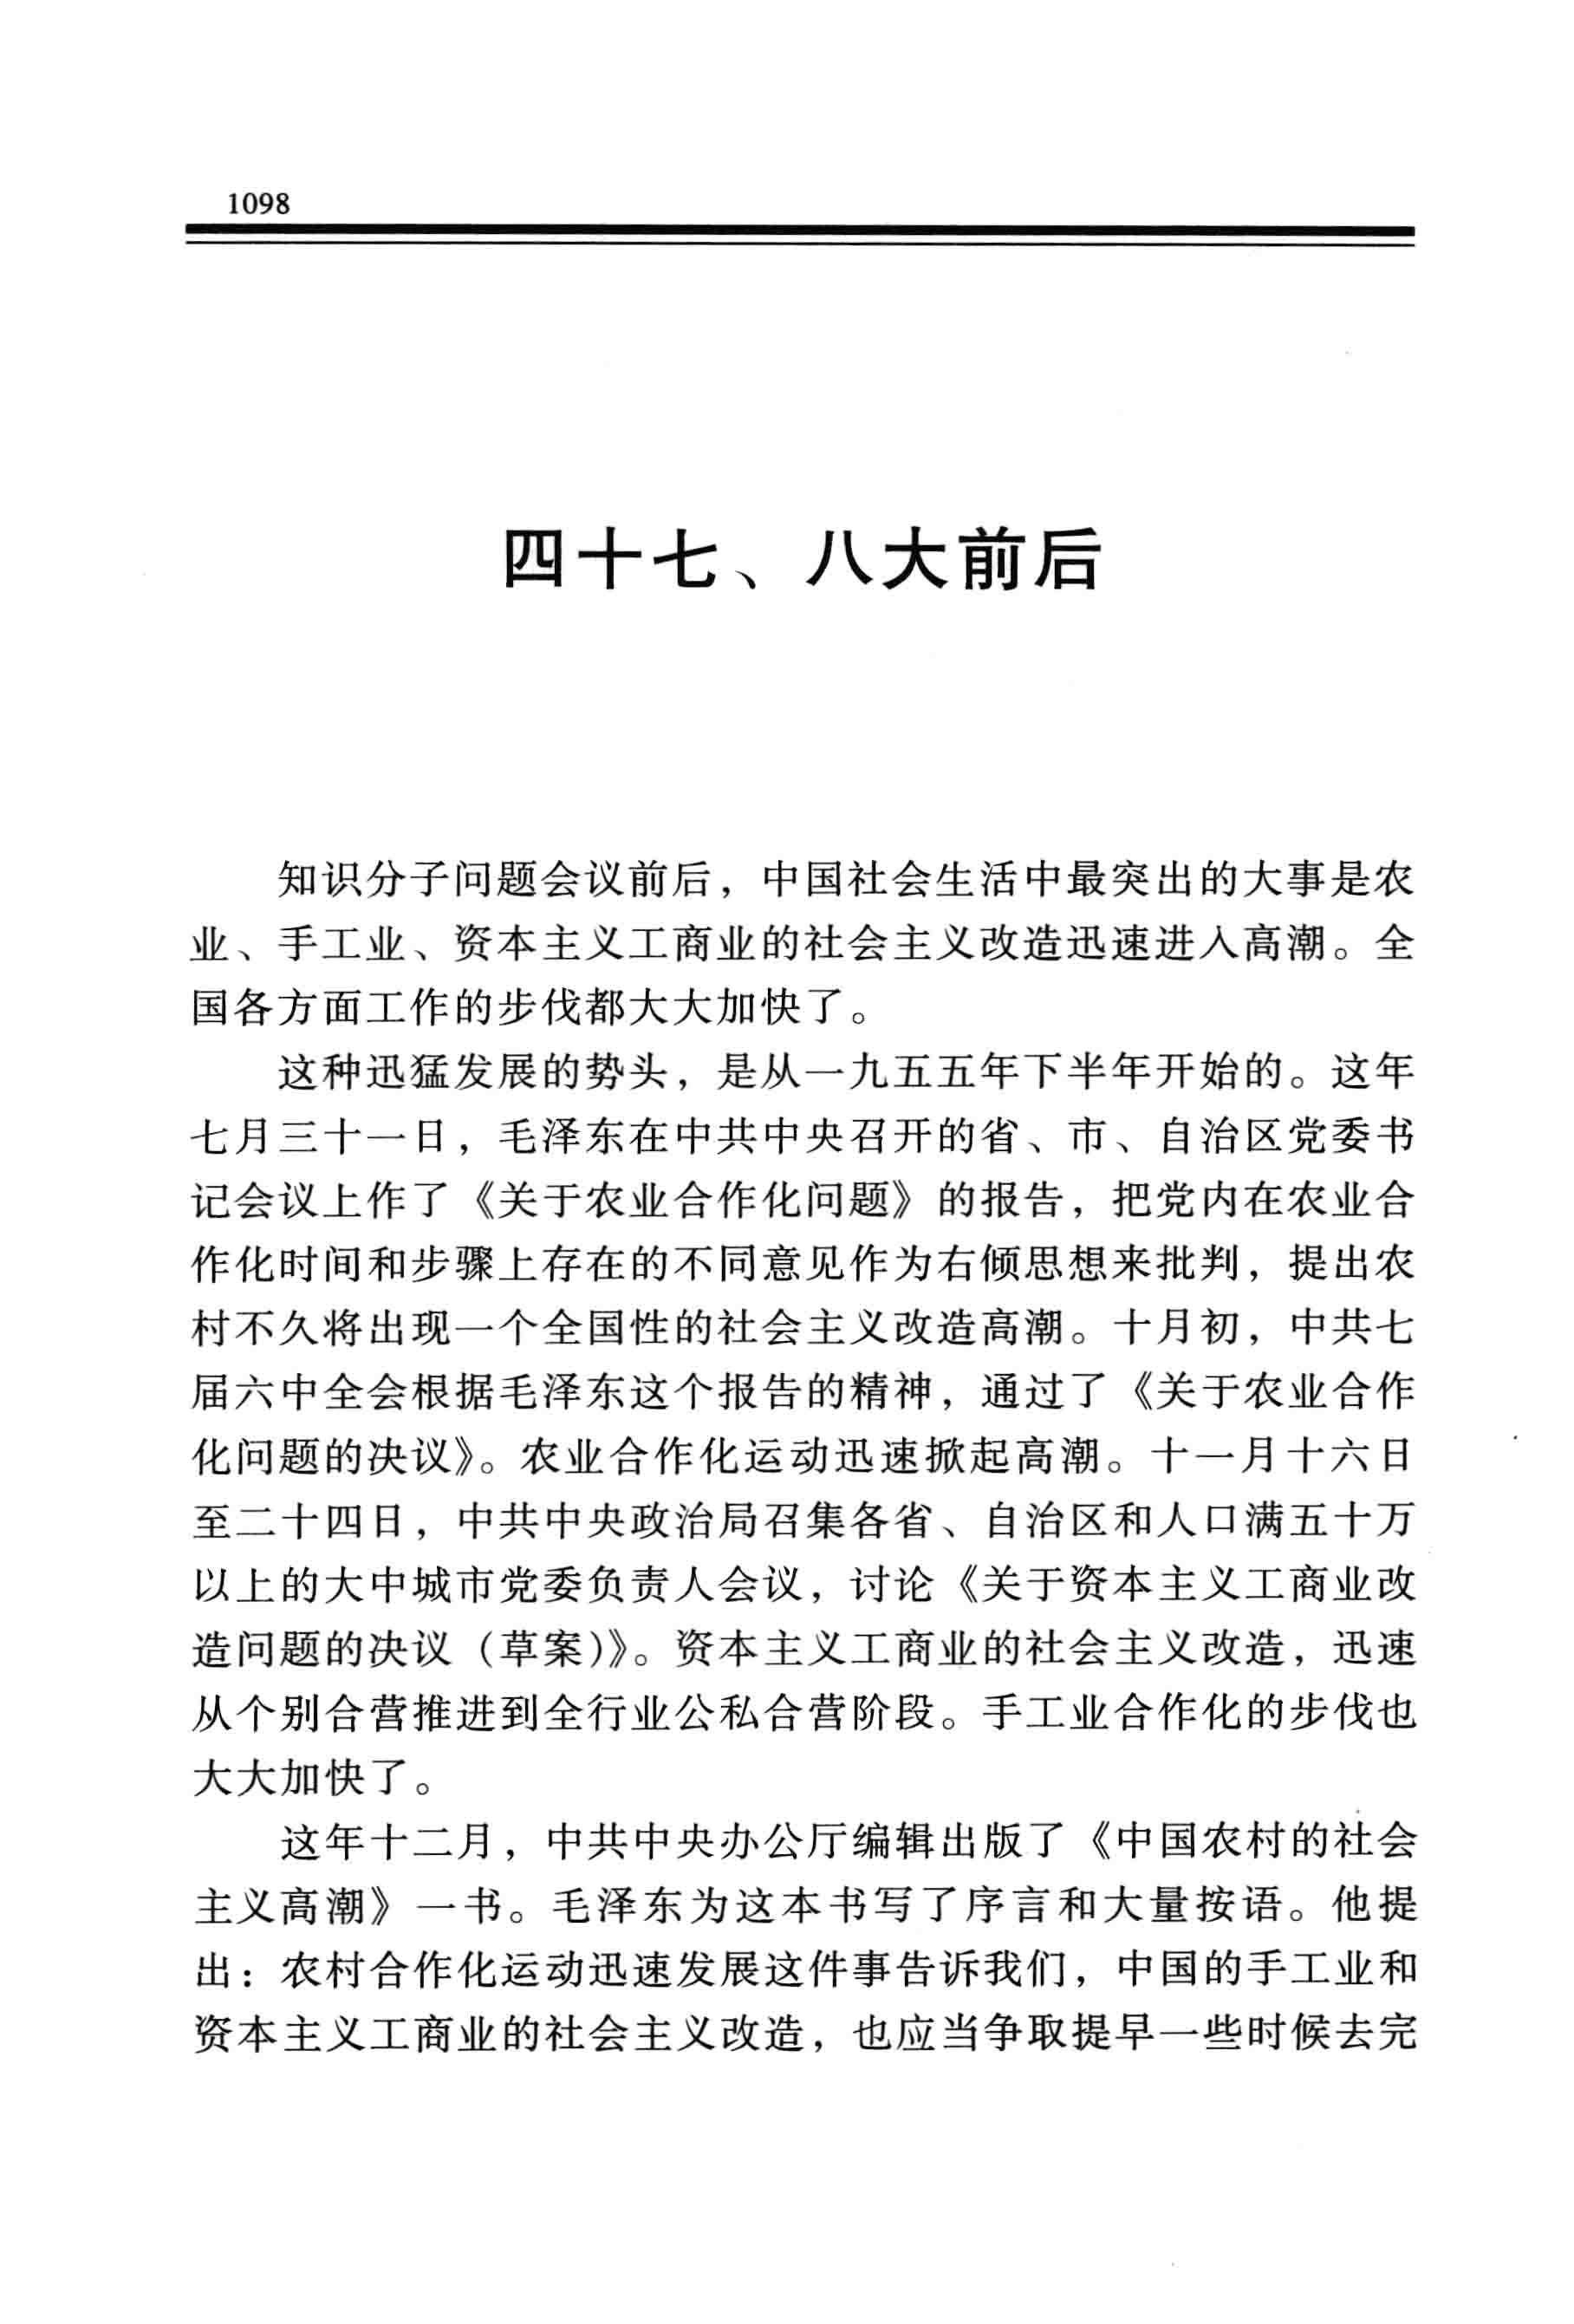 1098
四十七、八大前后
知识分子问题会议前后，中国社会生活中最突出的大事是农
业、手工业、资本主义工商业的社会主义改造迅速进入高潮。全
国各方面工作的步伐都大大加快了。
这种迅猛发展的势头，是从一九五五年下半年开始的。这年
七月三十一日，毛泽东在中共中央召开的省、市、自治区党委书
记会议上作了《关于农业合作化问题》的报告，把党内在农业合
作化时间和步骤上存在的不同意见作为右倾思想来批判，提出农
村不久将出现一个全国性的社会主义改造高潮。十月初，中共七
届六中全会根据毛泽东这个报告的精神，通过了《关于农业合作
化问题的决议》。农业合作化运动迅速掀起高潮。十一月十六日
至二十四日，中共中央政治局召集各省、自治区和人口满五十万
以上的大中城市党委负责人会议，讨论《关于资本主义工商业改
造问题的决议（草案）》。资本主义工商业的社会主义改造，迅速
从个别合营推进到全行业公私合营阶段。手工业合作化的步伐也
大大加快了。
这年十二月，中共中央办公厅编辑出版了《中国农村的社会
主义高潮》一书。毛泽东为这本书写了序言和大量按语。他提
出：农村合作化运动迅速发展这件事告诉我们，中国的手工业和
资本主义工商业的社会主义改造，也应当争取提早一些时候去完